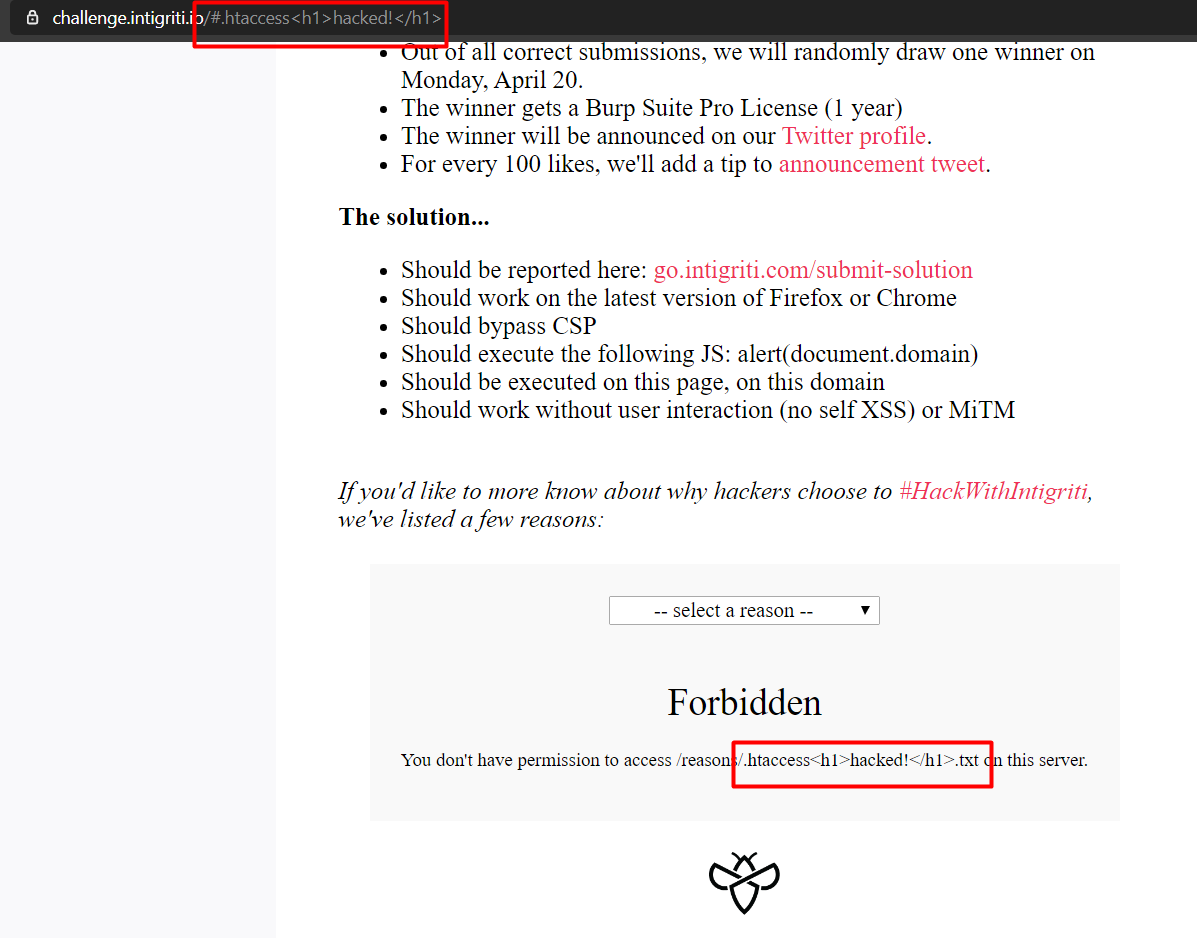 challenge.intigriti.io/#.htaccess<h1>hacked!</h1>
Out of all correct submissions, we will randomly draw one winner on
Monday, April 20.
The winner gets a Burp Suite Pro License (1 year)
The winner will be announced on our Twitter profile.
For every 100 likes, we'll add a tip to announcement tweet.
The solution...
Should be reported here: go.intigriti.com/submit-solution
Should work on the latest version of Firefox or Chrome
Should bypass CSP
Should execute the following JS: alert(document.domain)
Should be executed on this page, on this domain
Should work without user interaction (no self XSS) or MiTM
If you'd like to more know about why hackers choose to #HackWithIntigriti,
we've listed a few reasons:
-- select a reason --
Forbidden
You don't have permission to access /reasons/.htaccess<h1>hacked!</h1>.txt on this server.